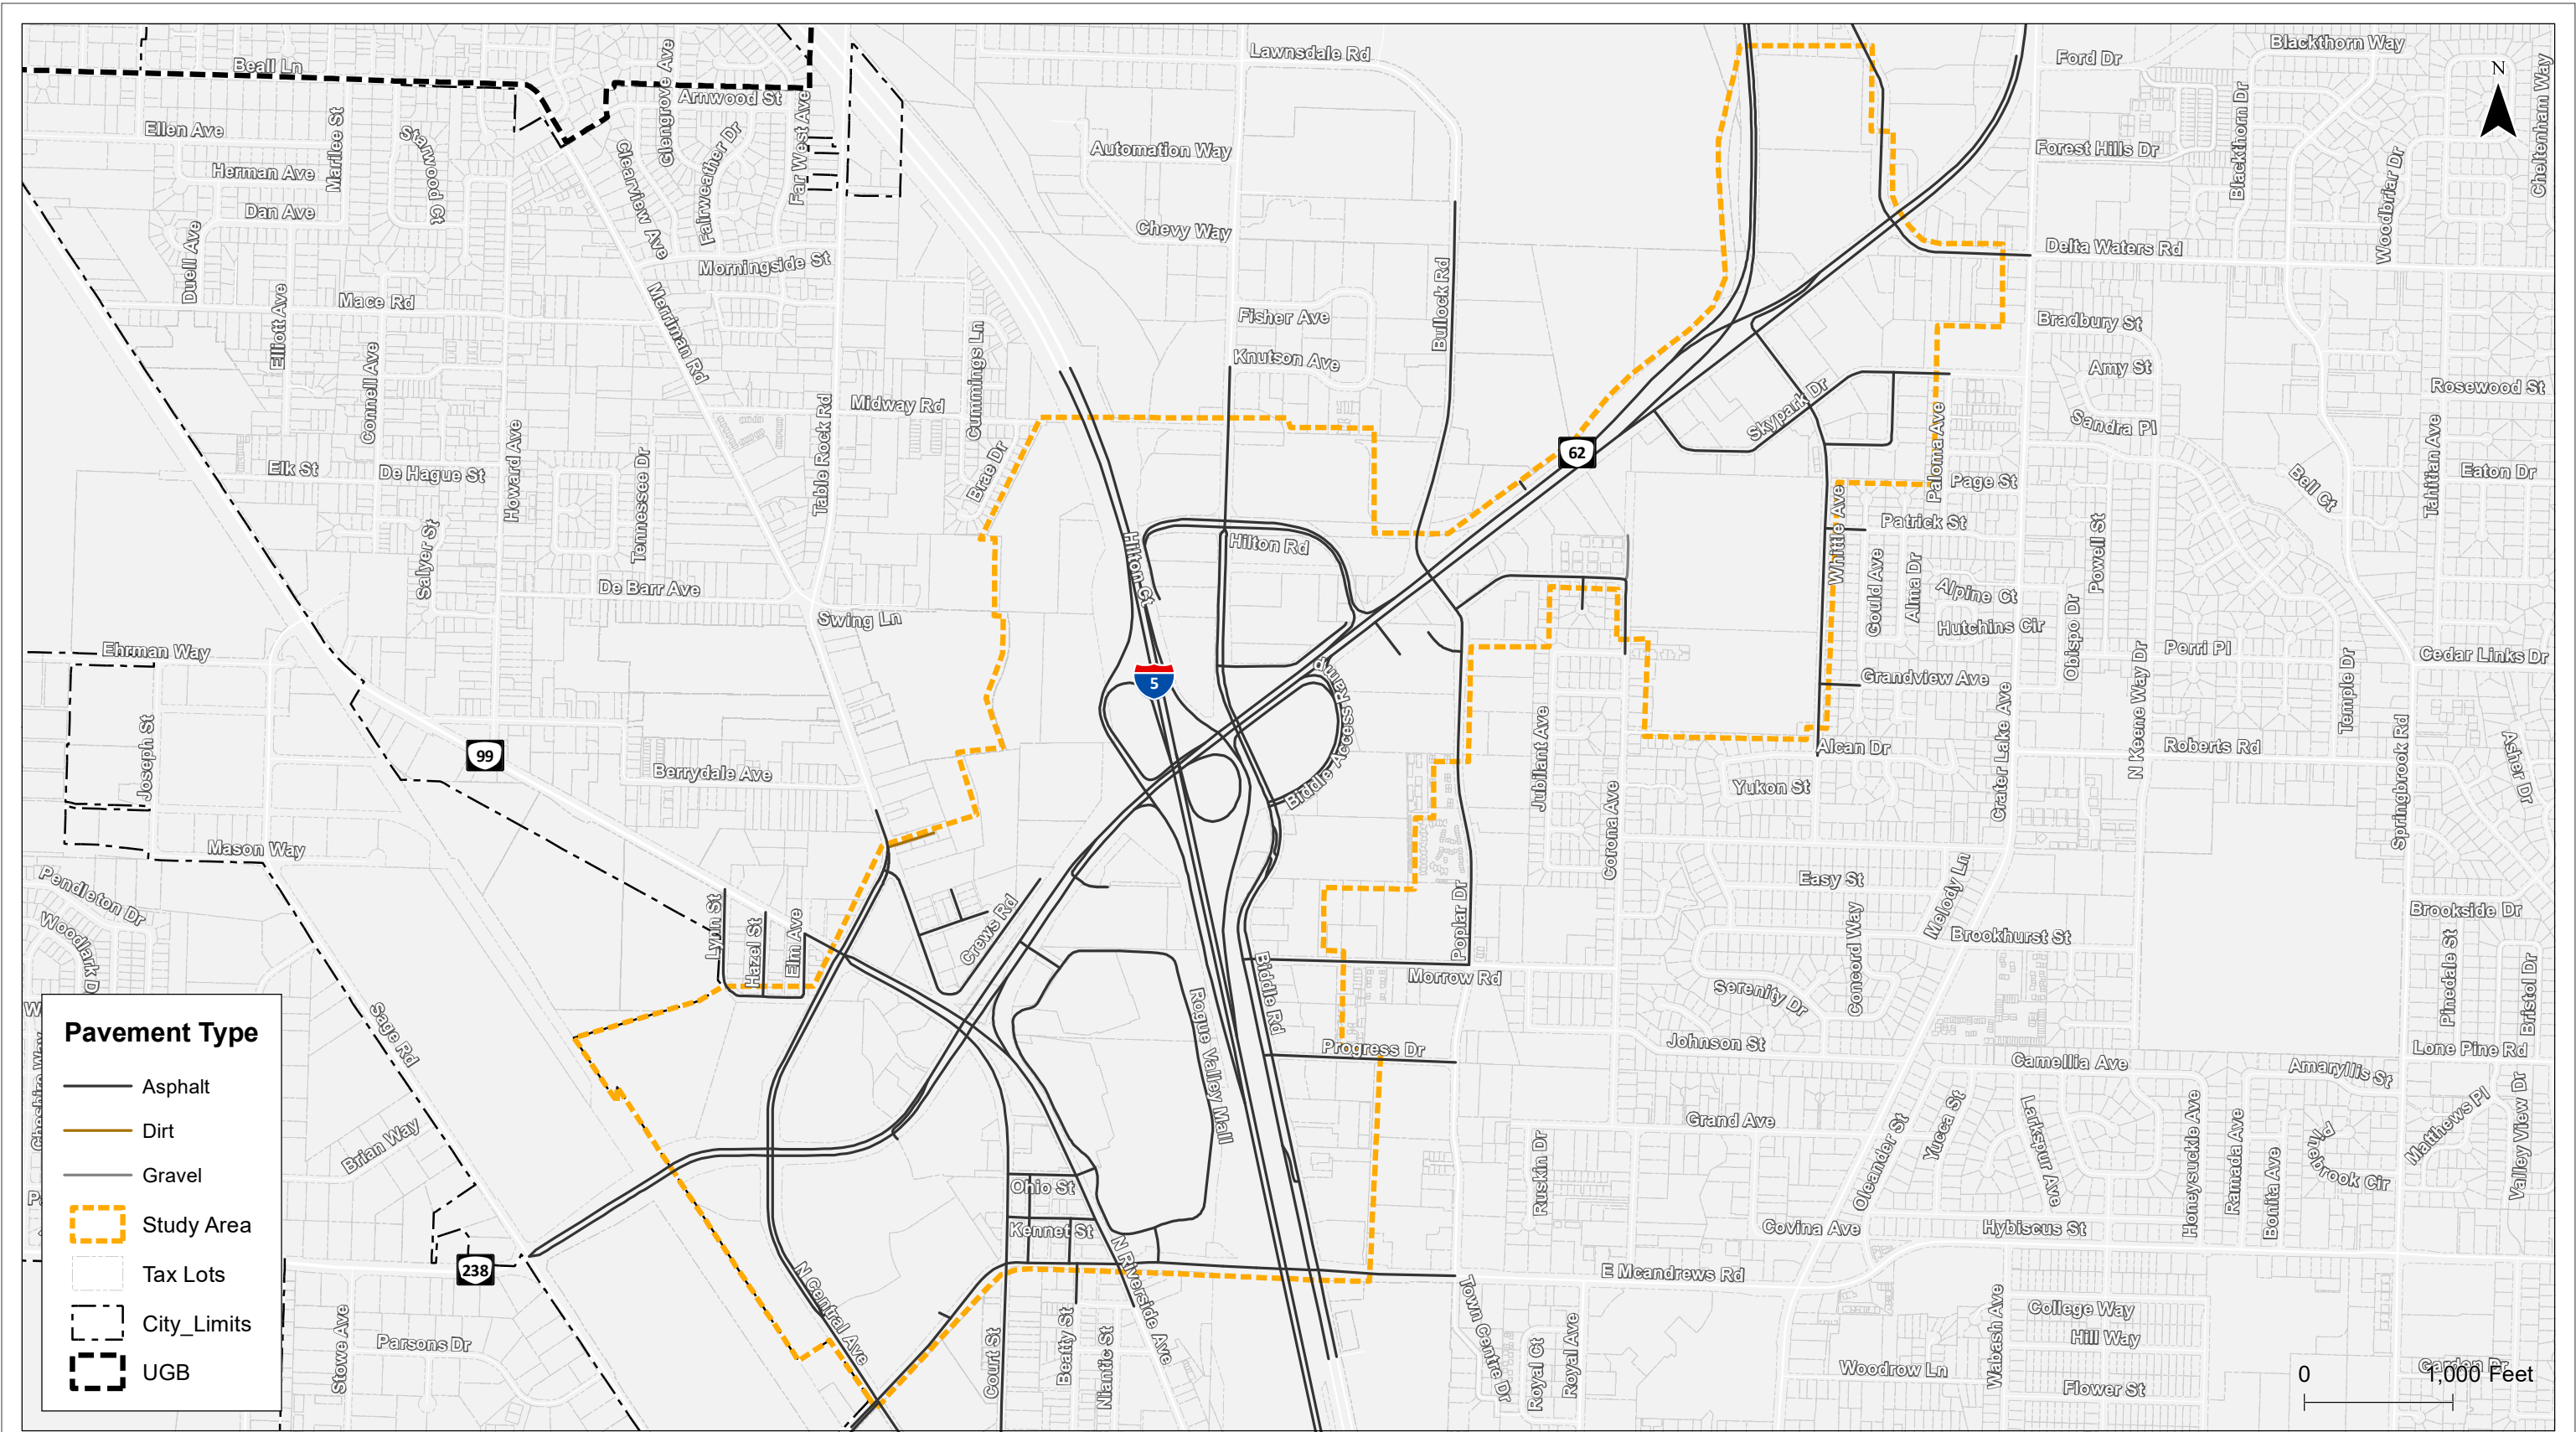 Lawnsdale Rd
Ford Dr
Blackthorn Way
N
Beall Ln
Glengrove Ave
Arnwood St
Far West Ave
Cheltenham Way
Ellen Ave
Marilee St
Starwood Ct
Clearview Ave
Fairweather Dr
Automation Way
Forest Hills Dr
Blackthorn Dr
Woodbriar Dr
Herman Ave
Dan Ave
Duell Ave
Chevy Way
Delta Waters Rd
Morningside St
Merriman Rd
Mace Rd
Elliott Ave
Connell Ave
Cummings Ln
Fisher Ave
Bullock Rd
Bradbury St
Knutson Ave
Amy St
Rosewood St
Midway Rd
Table Rock Rd
Skypark Dr
Paloma Ave
Sandra Pl
Tahitian Ave
Howard Ave
Elk St
De Hague St
Tennessee Dr
Brae Dr
62
Page St
Eaton Dr
Bell Ct
Salyer St
Hilton Ct
Hilton Rd
Whittle Ave
Patrick St
Powell St
Gould Ave
Alma Dr
De Barr Ave
Alpine Ct
Swing Ln
Hutchins Cir
Obispo Dr
Ehrman Way
5
Biddle Access Ramp
Grandview Ave
N Keene Way Dr
Perri Pl
Temple Dr
Cedar Links Dr
Joseph St
99
Jubilant Ave
Crater Lake Ave
Alcan Dr
Roberts Rd
Springbrook Rd
Asher Dr
Berrydale Ave
Corona Ave
Yukon St
Mason Way
Pendleton Dr
Woodlark D
Lynn St
Hazel St
Elm Ave
Crews Rd
Poplar Dr
Easy St
Melody Ln
Concord Way
Brookhurst St
Brookside Dr
Biddle Rd
Morrow Rd
Pinedale St
Bristol Dr
Sage Rd
Rogue Valley Mall
Serenity Dr
Progress Dr
Johnson St
Camellia Ave
Amaryllis St
Lone Pine Rd
Cheshire Way
Brian Way
Grand Ave
Ruskin Dr
Oleander St
Yucca St
Larkspur Ave
Honeysuckle Ave
Ramada Ave
Bonita Ave
Pinebrook Cir
Matthews Pl
Valley View Dr
Ohio St
Kennet St
Covina Ave
Hybiscus St
238
N Central Ave
N Riverside Ave
E Mcandrews Rd
Town Centre Dr
Stowe Ave
Parsons Dr
Court St
Beatty St
Niantic St
Royal Ct
Royal Ave
Wabash Ave
College Way
Hill Way
Woodrow Ln
Flower St
Garden Dr
0
1,000 Feet
Pavement Type
Asphalt
Dirt
Gravel
Study Area
Tax Lots
City_Limits
UGB